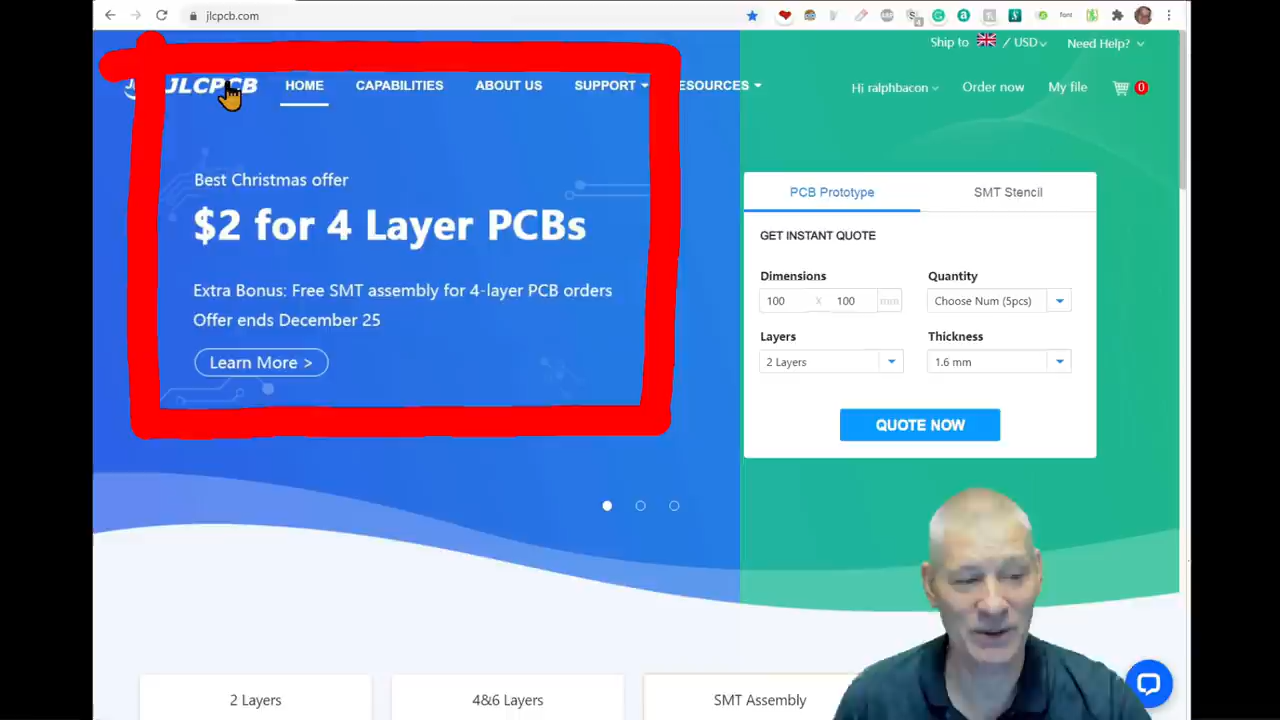 jlcpcb.com
Ship to / USD Need Help?
JLCPCB HOME CAPABILITIES ABOUT US SUPPORT ESOURCES Hi ralphbacon Order now My file 0
Best Christmas offer
$2 for 4 Layer PCBs
Extra Bonus: Free SMT assembly for 4-layer PCB orders
Offer ends December 25
Learn More >
PCB Prototype SMT Stencil
GET INSTANT QUOTE
Dimensions Quantity
100 x 100 mm Choose Num (5pcs)
Layers Thickness
2 Layers 1.6 mm
QUOTE NOW
2 Layers 4&6 Layers SMT Assembly